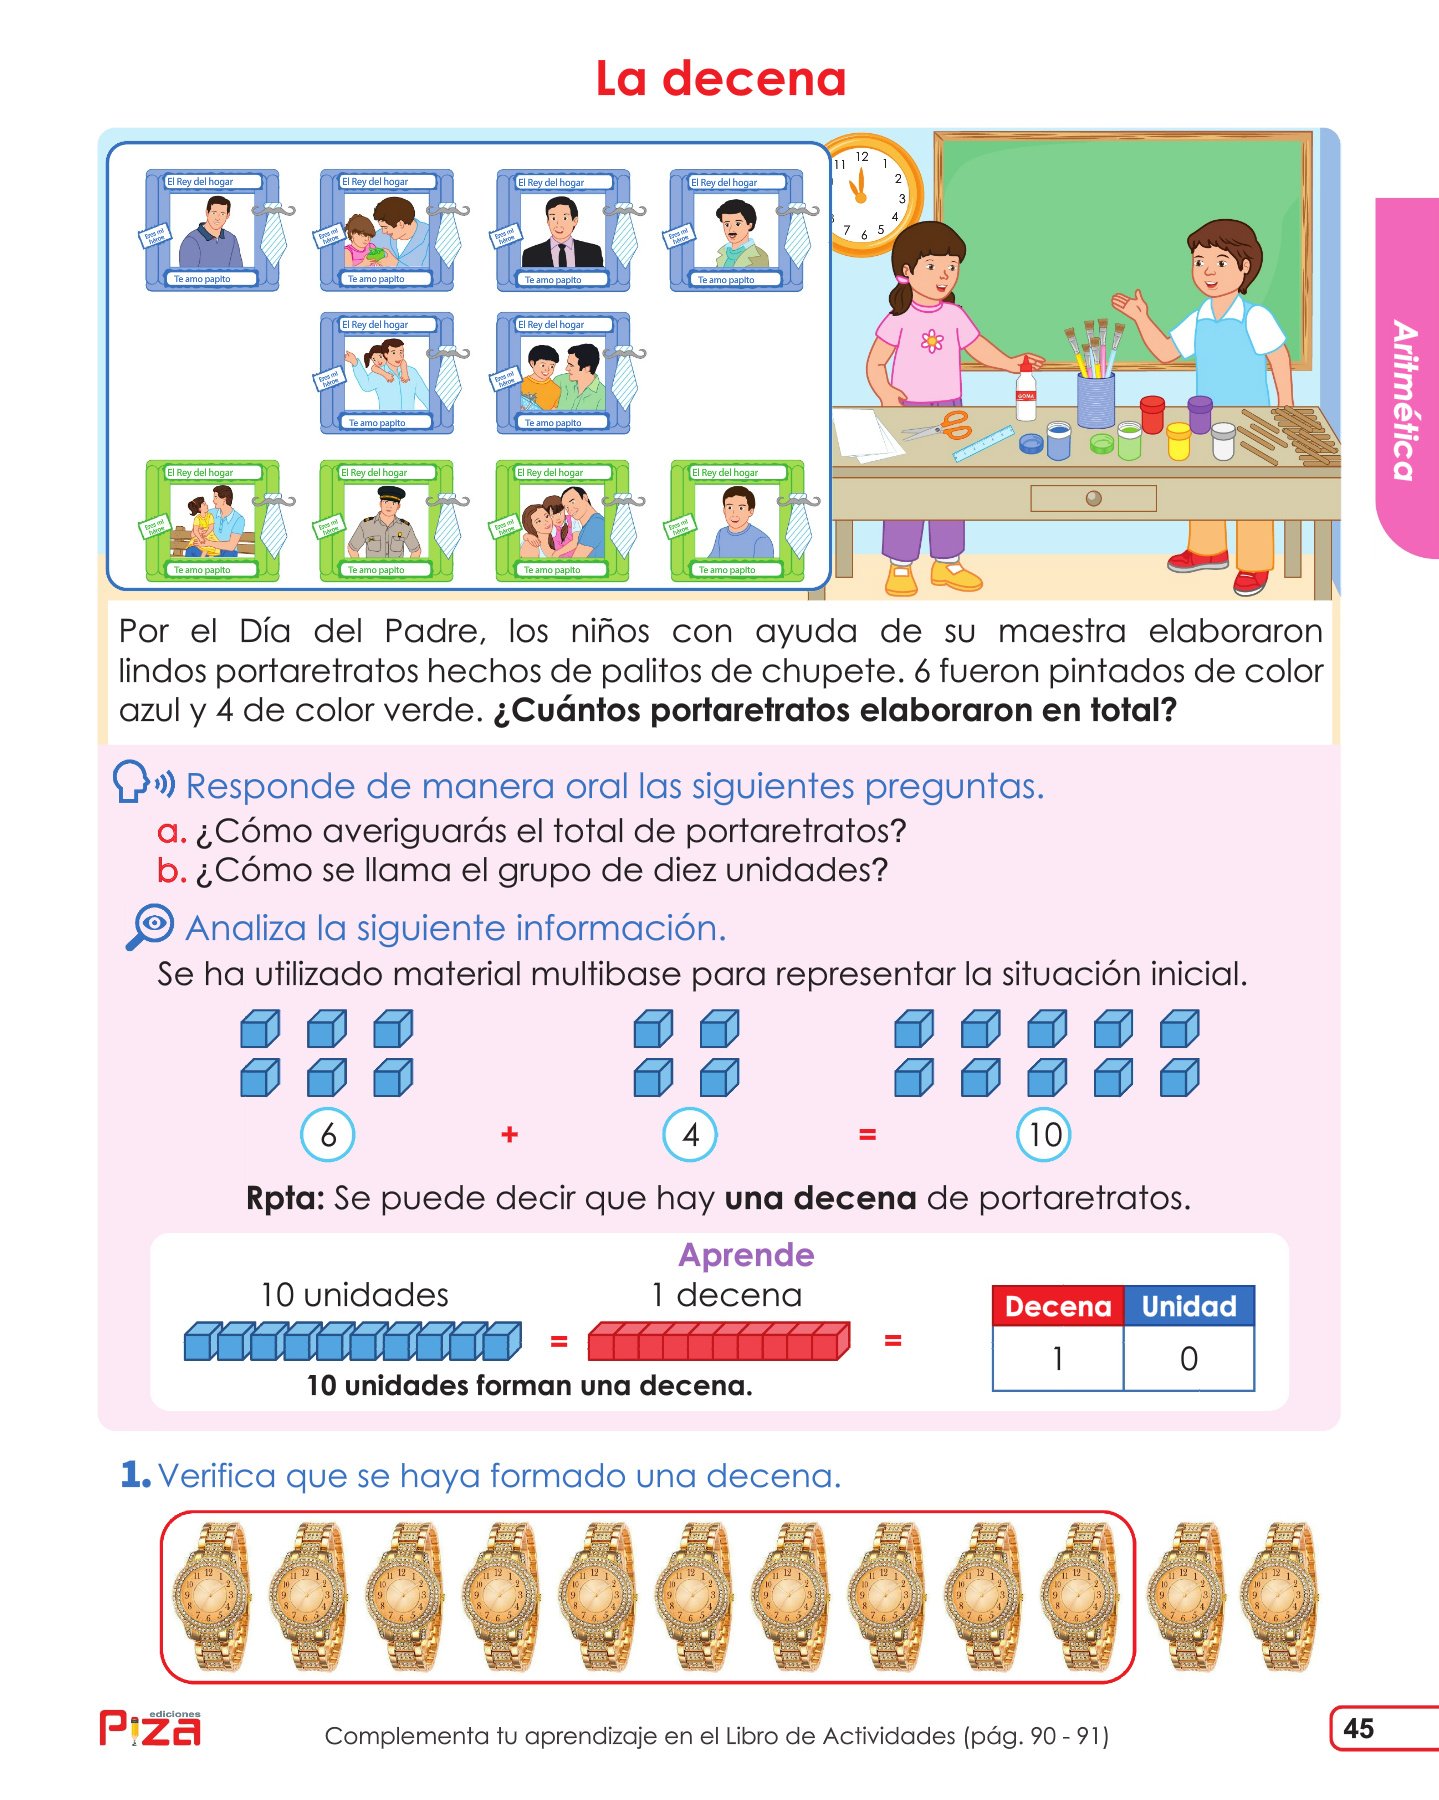 La decena
El Rey del hogar
Eres mi héroe
Te amo papito
El Rey del hogar
Eres mi héroe
Te amo papito
El Rey del hogar
Eres mi héroe
Te amo papito
El Rey del hogar
Eres mi héroe
Te amo papito
El Rey del hogar
Eres mi héroe
Te amo papito
El Rey del hogar
Eres mi héroe
Te amo papito
El Rey del hogar
Eres mi héroe
Te amo papito
El Rey del hogar
Eres mi héroe
Te amo papito
El Rey del hogar
Eres mi héroe
Te amo papito
El Rey del hogar
Eres mi héroe
Te amo papito
11 12 1 2 3 4 5 6 7
GOMA
Aritmética
Por el Día del Padre, los niños con ayuda de su maestra elaboraron
lindos portaretratos hechos de palitos de chupete. 6 fueron pintados de color
azul y 4 de color verde. ¿Cuántos portaretratos elaboraron en total?
Responde de manera oral las siguientes preguntas.
a. ¿Cómo averiguarás el total de portaretratos?
b. ¿Cómo se llama el grupo de diez unidades?
Analiza la siguiente información.
Se ha utilizado material multibase para representar la situación inicial.
6 + 4 = 10
Rpta: Se puede decir que hay una decena de portaretratos.
Aprende
10 unidades 1 decena
Decena Unidad
= =
1 0
10 unidades forman una decena.
1. Verifica que se haya formado una decena.
ediciones
Piza
Complementa tu aprendizaje en el Libro de Actividades (pág. 90 - 91)
45